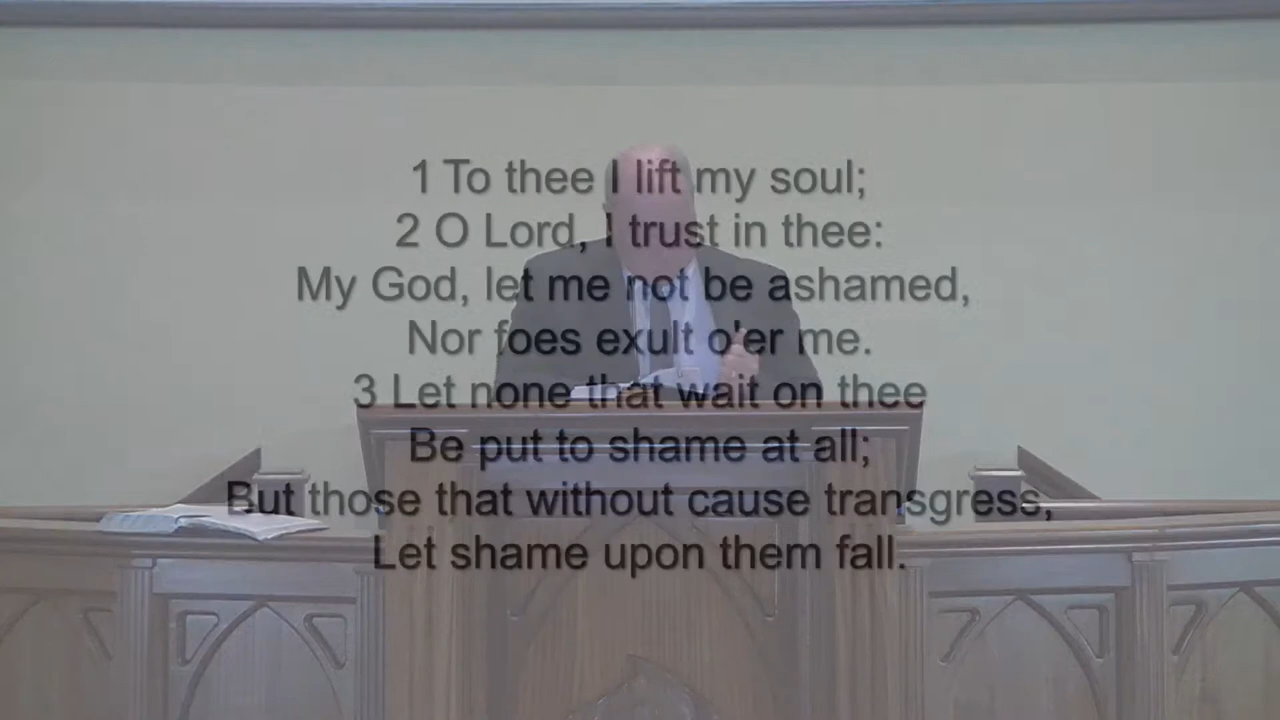 1 To thee I lift my soul;
2 O Lord, I trust in thee:
My God, let me not be ashamed,
Nor foes exult o'er me.
3 Let none that wait on thee
Be put to shame at all;
But those that without cause transgress,
Let shame upon them fall.